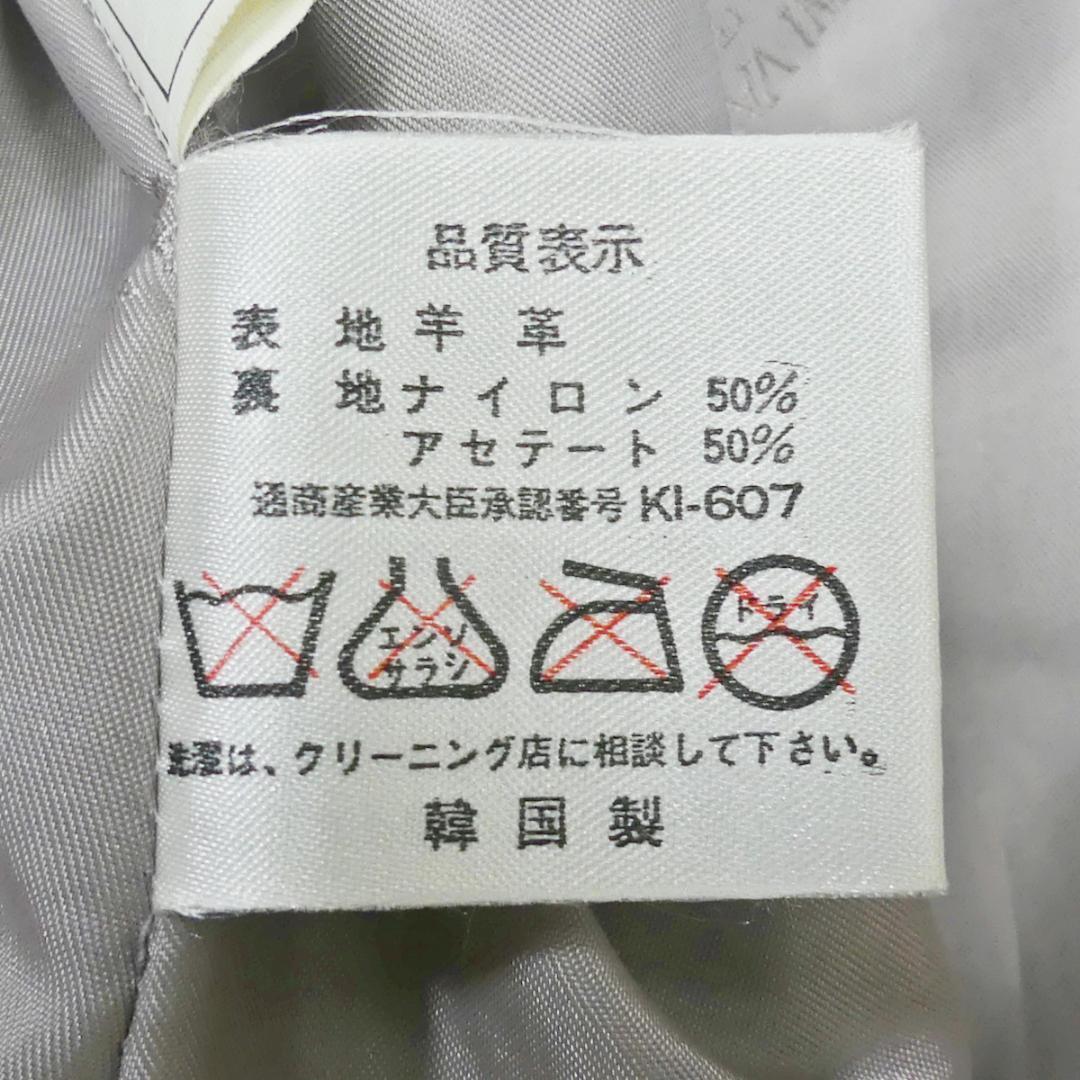 品質表示
表 地 羊 革
裏 地 ナイロン 50%
アセテート 50%
通商産業大臣承認番号 KI-607
エンソ
サラシ
ドライ
洗濯は、クリーニング店に相談して下さい。
韓国製